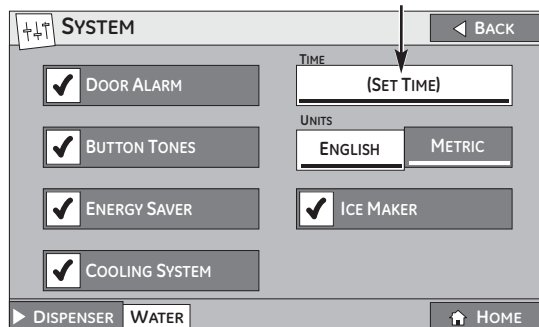 SYSTEM
BACK
DOOR ALARM
TIME
(SET TIME)
BUTTON TONES
UNITS
ENGLISH METRIC
ENERGY SAVER
ICE MAKER
COOLING SYSTEM
DISPENSER WATER
HOME